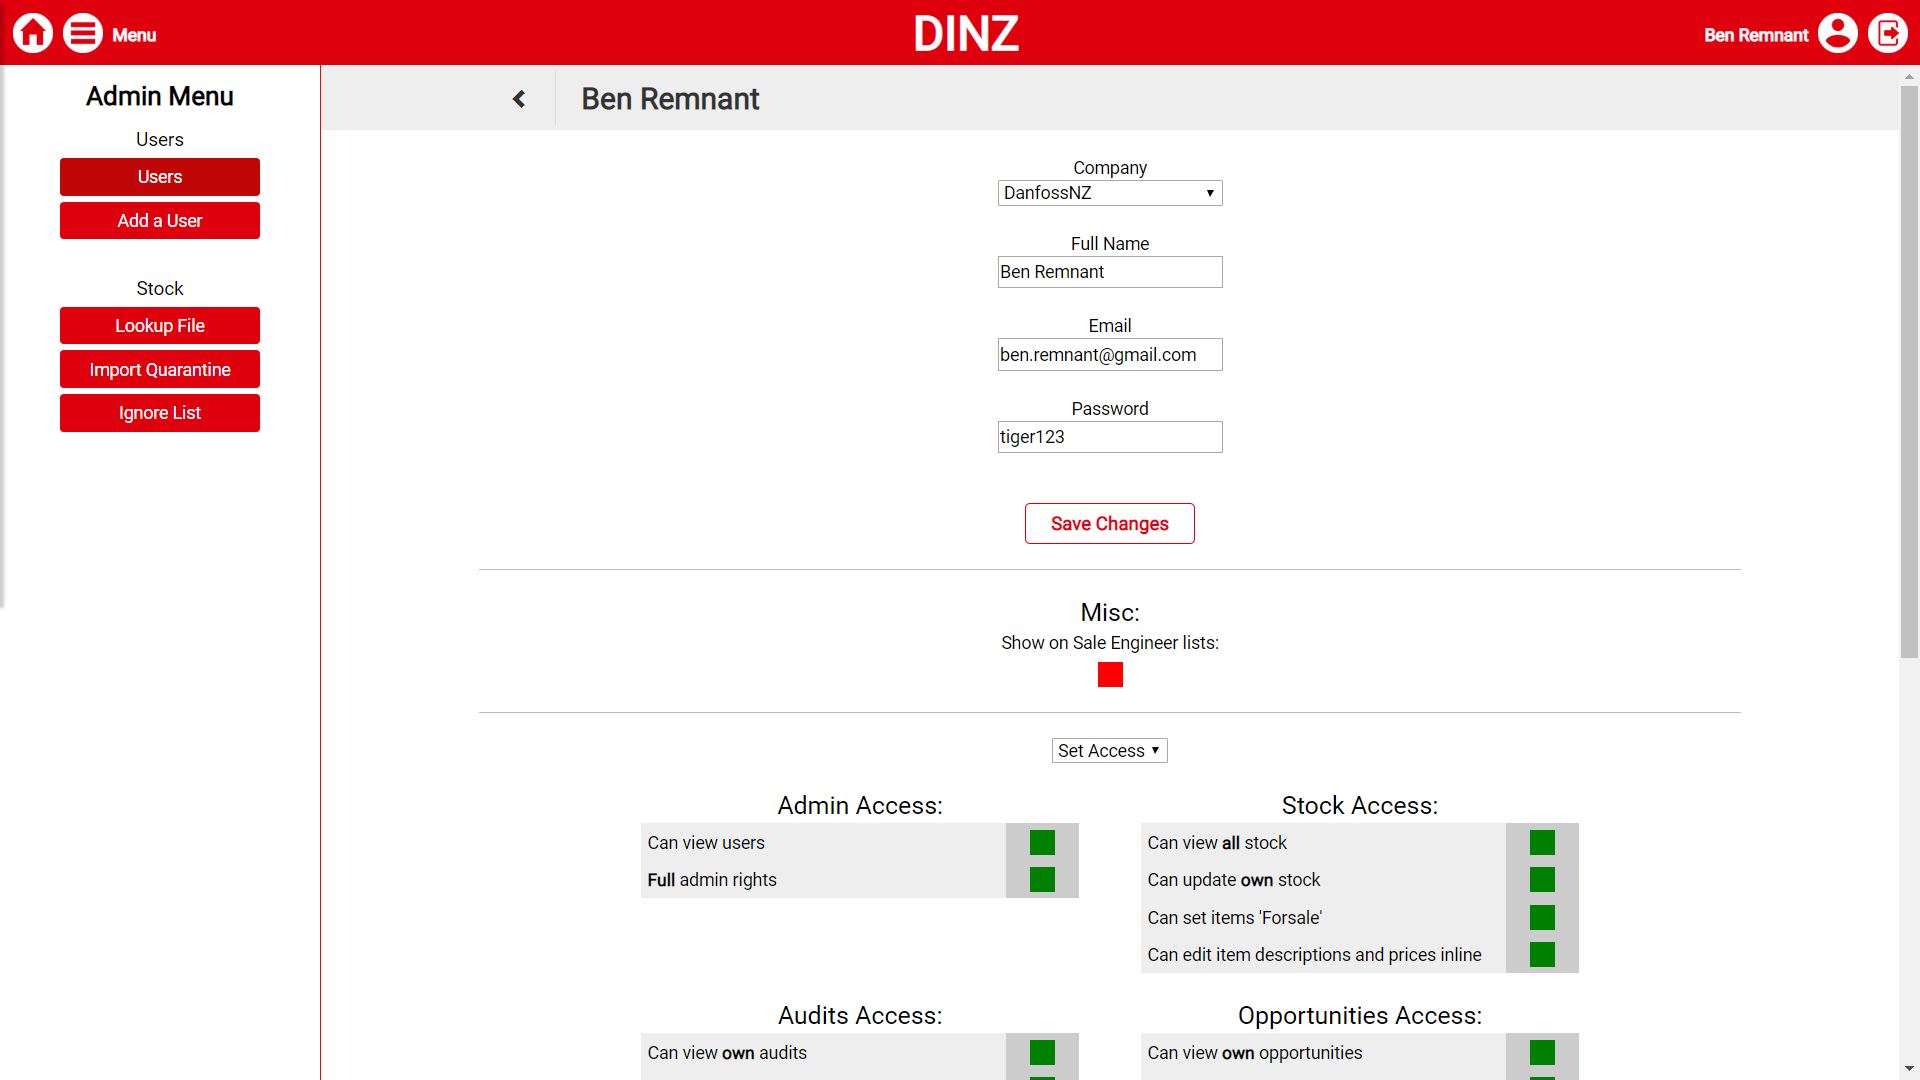 Menu
DINZ
Ben Remnant
Admin Menu
Users
Users
Add a User
Stock
Lookup File
Import Quarantine
Ignore List
Ben Remnant
Company
DanfossNZ
Full Name
Ben Remnant
Email
ben.remnant@gmail.com
Password
tiger123
Save Changes
Misc:
Show on Sale Engineer lists:
Set Access
Admin Access:
Can view users
Full admin rights
Stock Access:
Can view all stock
Can update own stock
Can set items 'Forsale'
Can edit item descriptions and prices inline
Audits Access:
Can view own audits
Opportunities Access:
Can view own opportunities